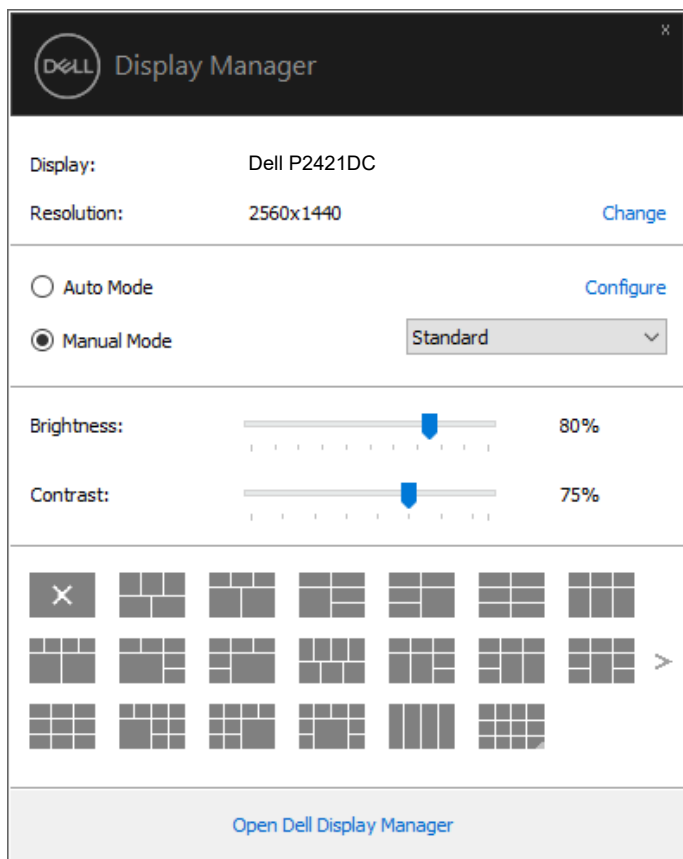 x
DELL Display Manager
Display: Dell P2421DC
Resolution: 2560x1440 Change
Auto Mode Configure
Manual Mode Standard
Brightness: 80%
Contrast: 75%
>
Open Dell Display Manager